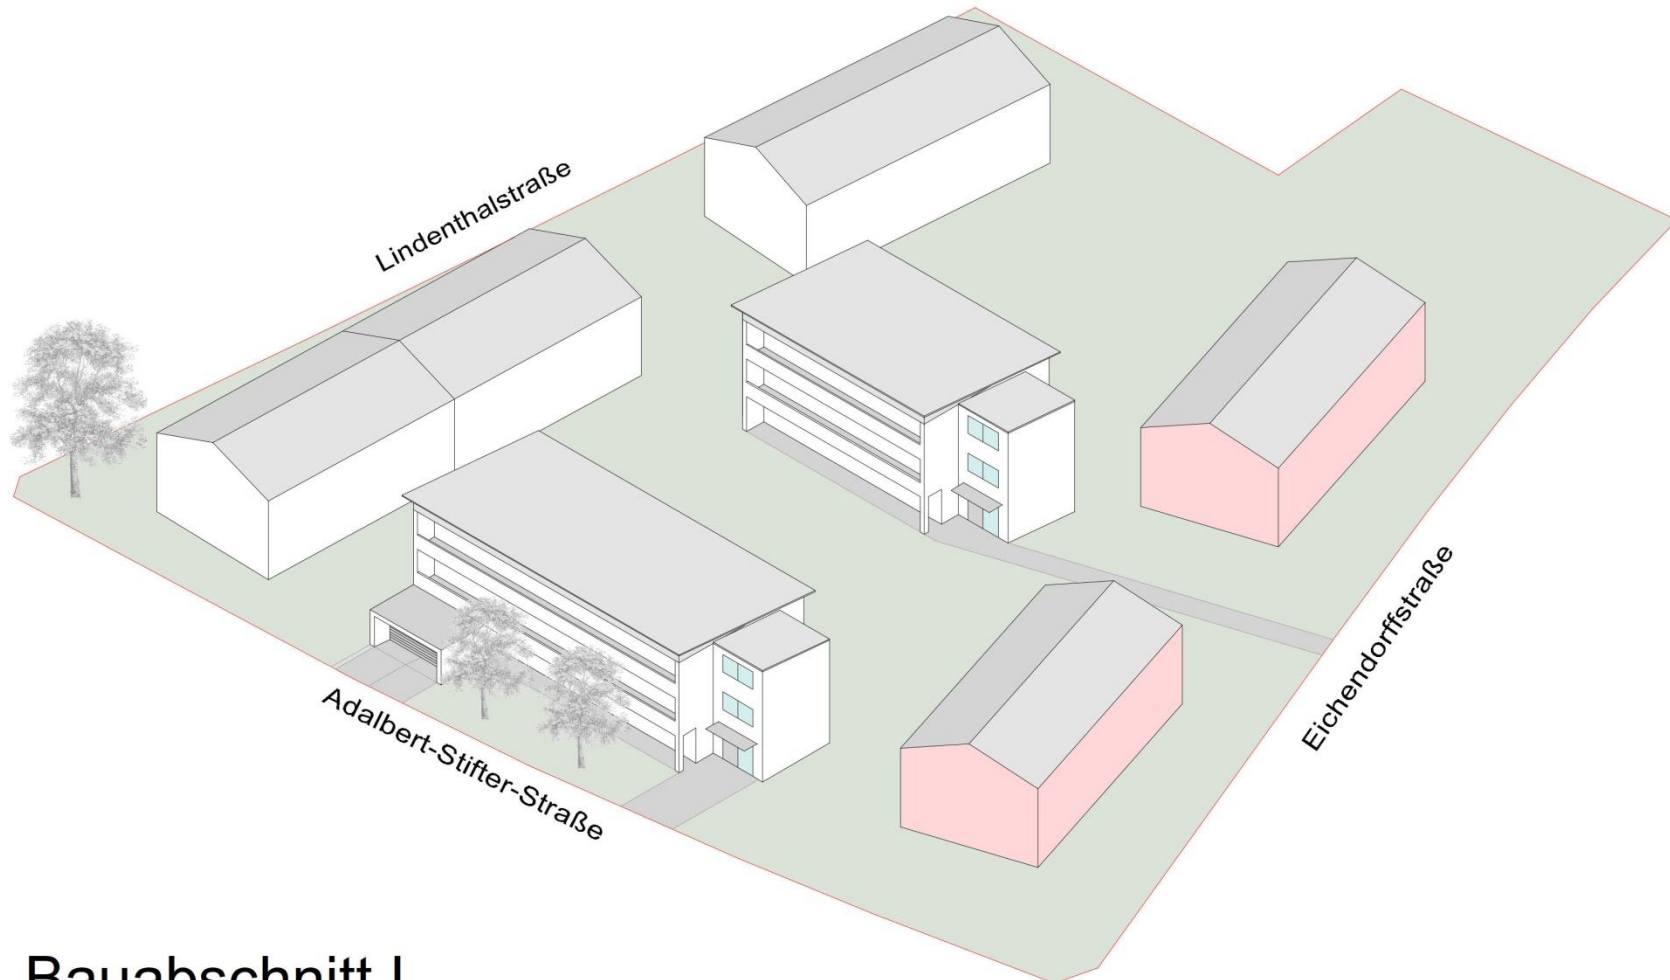 Lindenthalstraße
Adalbert-Stifter-Straße
Eichendorffstraße
Bauabschnitt I